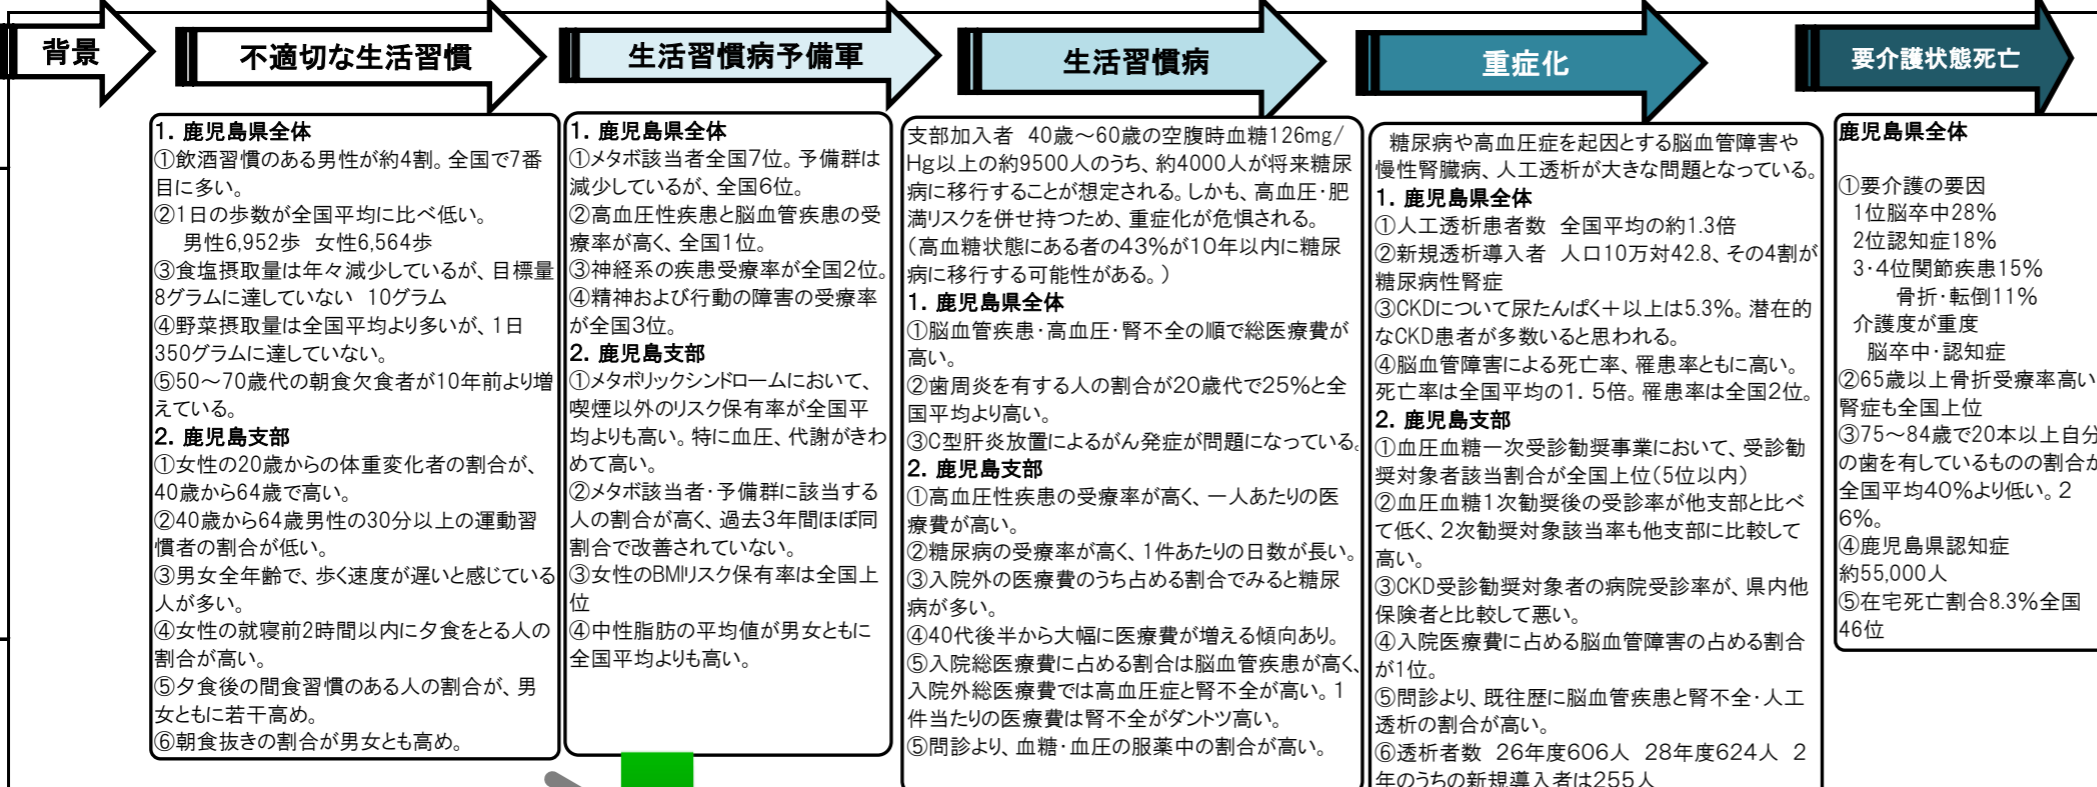 背景
不適切な生活習慣
生活習慣病予備軍
生活習慣病
重症化
要介護状態死亡
1．鹿児島県全体
①飲酒習慣のある男性が約4割。全国で7番
目に多い。
②1日の歩数が全国平均に比べ低い。
男性6,952歩　女性6,564歩
③食塩摂取量は年々減少しているが、目標量
8グラムに達していない　10グラム
④野菜摂取量は全国平均より多いが、1日
350グラムに達していない。
⑤50～70歳代の朝食欠食者が10年前より増
えている。
2．鹿児島支部
①女性の20歳からの体重変化者の割合が、
40歳から64歳で高い。
②40歳から64歳男性の30分以上の運動習
慣者の割合が低い。
③男女全年齢で、歩く速度が遅いと感じている
人が多い。
④女性の就寝前2時間以内に夕食をとる人の
割合が高い。
⑤夕食後の間食習慣のある人の割合が、男
女ともに若干高め。
⑥朝食抜きの割合が男女とも高め。
1．鹿児島県全体
①メタボ該当者全国7位。予備群は
減少しているが、全国6位。
②高血圧性疾患と脳血管疾患の受
療率が高く、全国1位。
③神経系の疾患受療率が全国2位。
④精神および行動の障害の受療率
が全国3位。
2．鹿児島支部
①メタボリックシンドロームにおいて、
喫煙以外のリスク保有率が全国平
均よりも高い。特に血圧、代謝がきわ
めて高い。
②メタボ該当者・予備群に該当する
人の割合が高く、過去3年間ほぼ同
割合で改善されていない。
③女性のBMIリスク保有率は全国上
位
④中性脂肪の平均値が男女ともに
全国平均よりも高い。
支部加入者　40歳～60歳の空腹時血糖126mg/
Hg以上の約9500人のうち、約4000人が将来糖尿
病に移行することが想定される。しかも、高血圧・肥
満リスクを併せ持つため、重症化が危惧される。
（高血糖状態にある者の43％が10年以内に糖尿
病に移行する可能性がある。）
1．鹿児島県全体
①脳血管疾患・高血圧・腎不全の順で総医療費が
高い。
②歯周炎を有する人の割合が20歳代で25％と全
国平均より高い。
③C型肝炎放置によるがん発症が問題になっている。
2．鹿児島支部
①高血圧性疾患の受療率が高く、一人あたりの医
療費が高い。
②糖尿病の受療率が高く、1件あたりの日数が長い。
③入院外の医療費のうち占める割合でみると糖尿
病が多い。
④40代後半から大幅に医療費が増える傾向あり。
⑤入院総医療費に占める割合は脳血管疾患が高く、
入院外総医療費では高血圧症と腎不全が高い。1
件当たりの医療費は腎不全がダントツ高い。
⑤問診より、血糖・血圧の服薬中の割合が高い。
糖尿病や高血圧症を起因とする脳血管障害や
慢性腎臓病、人工透析が大きな問題となっている。
1．鹿児島県全体
①人工透析患者数　全国平均の約1.3倍
②新規透析導入者　人口10万対42.8、その4割が
糖尿病性腎症
③CKDについて尿たんぱく＋以上は5.3％。潜在的
なCKD患者が多数いると思われる。
④脳血管障害による死亡率、罹患率ともに高い。
死亡率は全国平均の1．5倍。罹患率は全国2位。
2．鹿児島支部
①血圧血糖一次受診勧奨事業において、受診勧
奨対象者該当割合が全国上位（5位以内）
②血圧血糖1次勧奨後の受診率が他支部と比べ
て低く、2次勧奨対象該当率も他支部に比較して
高い。
③CKD受診勧奨対象者の病院受診率が、県内他
保険者と比較して悪い。
④入院医療費に占める脳血管障害の占める割合
が1位。
⑤問診より、既往歴に脳血管疾患と腎不全・人工
透析の割合が高い。
⑥透析者数　26年度606人　28年度624人　2
年のうちの新規導入者は255人
鹿児島県全体
①要介護の要因
1位脳卒中28％
2位認知症18％
3・4位関節疾患15％
骨折・転倒11％
介護度が重度
脳卒中・認知症
②65歳以上骨折受療率高い
腎症も全国上位
③75～84歳で20本以上自分
の歯を有しているものの割合が
全国平均40％より低い。2
6％。
④鹿児島県認知症
約55,000人
⑤在宅死亡割合8.3％全国
46位